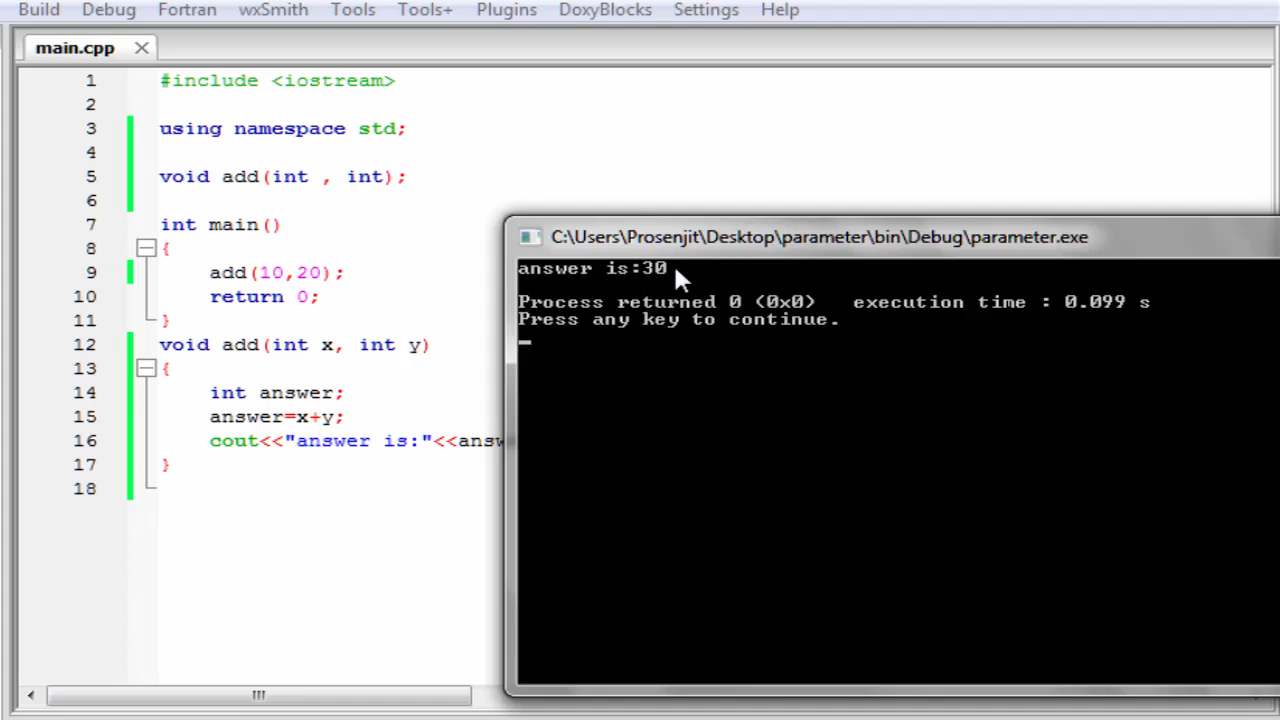 Build Debug Fortran wxSmith Tools Tools+ Plugins DoxyBlocks Settings Help
main.cpp
1 #include <iostream>
2
3 using namespace std;
4
5 void add(int , int);
6
7 int main()
8 {
9 add(10,20);
10 return 0;
11 }
12 void add(int x, int y)
13 {
14 int answer;
15 answer=x+y;
16 cout<<"answer is:"<<answ
17 }
18
C:\Users\Prosenjit\Desktop\parameter\bin\Debug\parameter.exe
answer is:30
Process returned 0 (0x0) execution time : 0.099 s
Press any key to continue.